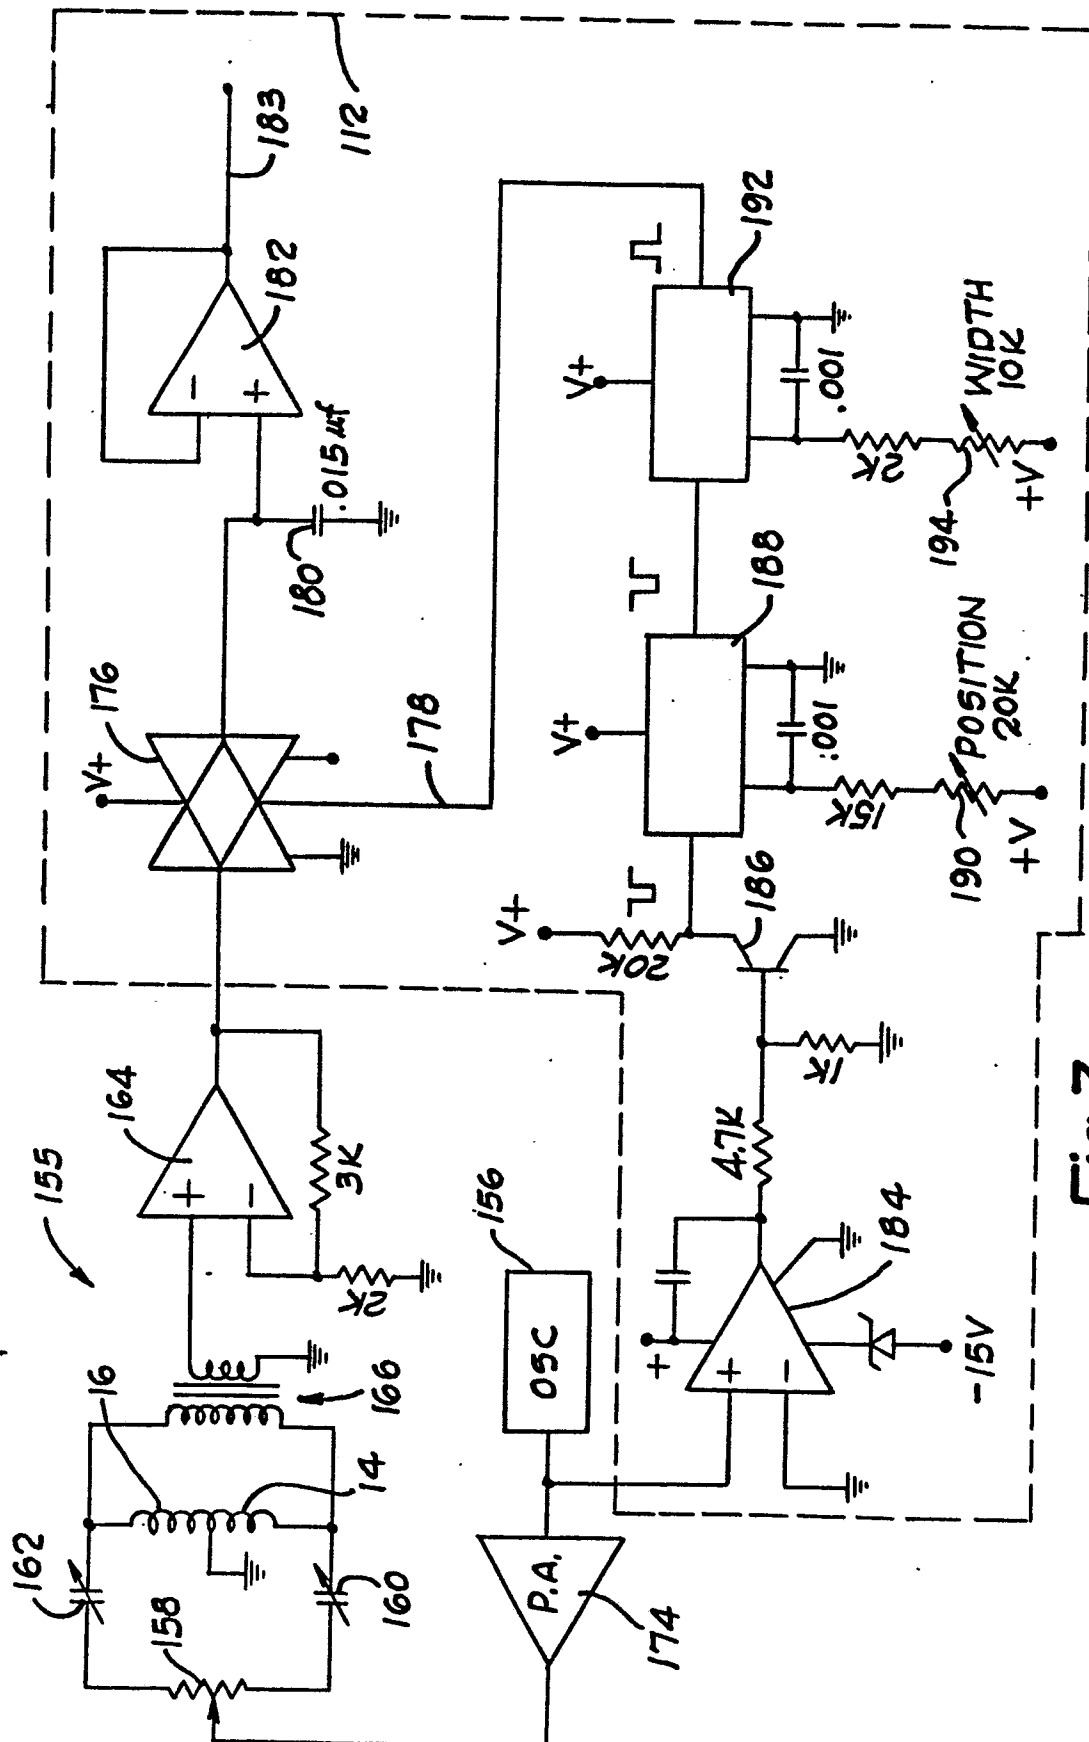 155
16
162
158
14
160
166
164
+
−
3K
2K
V+
176
178
180
.015 µf
−
+
182
183
112
OSC
156
P.A.
174
+
+
−
184
-15V
4.7K
1K
V+
20K
186
V+
188
.001
15K
190
POSITION
20K
+V
V+
192
.001
2K
194
WIDTH
10K
+V